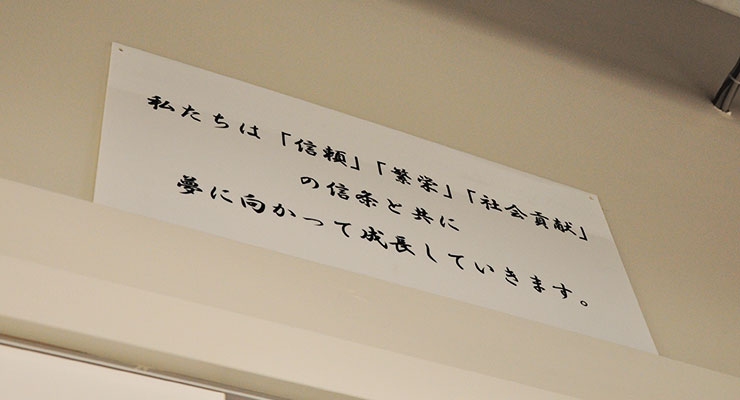 私たちは「信頼」「繁栄」「社会貢献」
の信条と共に
夢に向かって成長していきます。